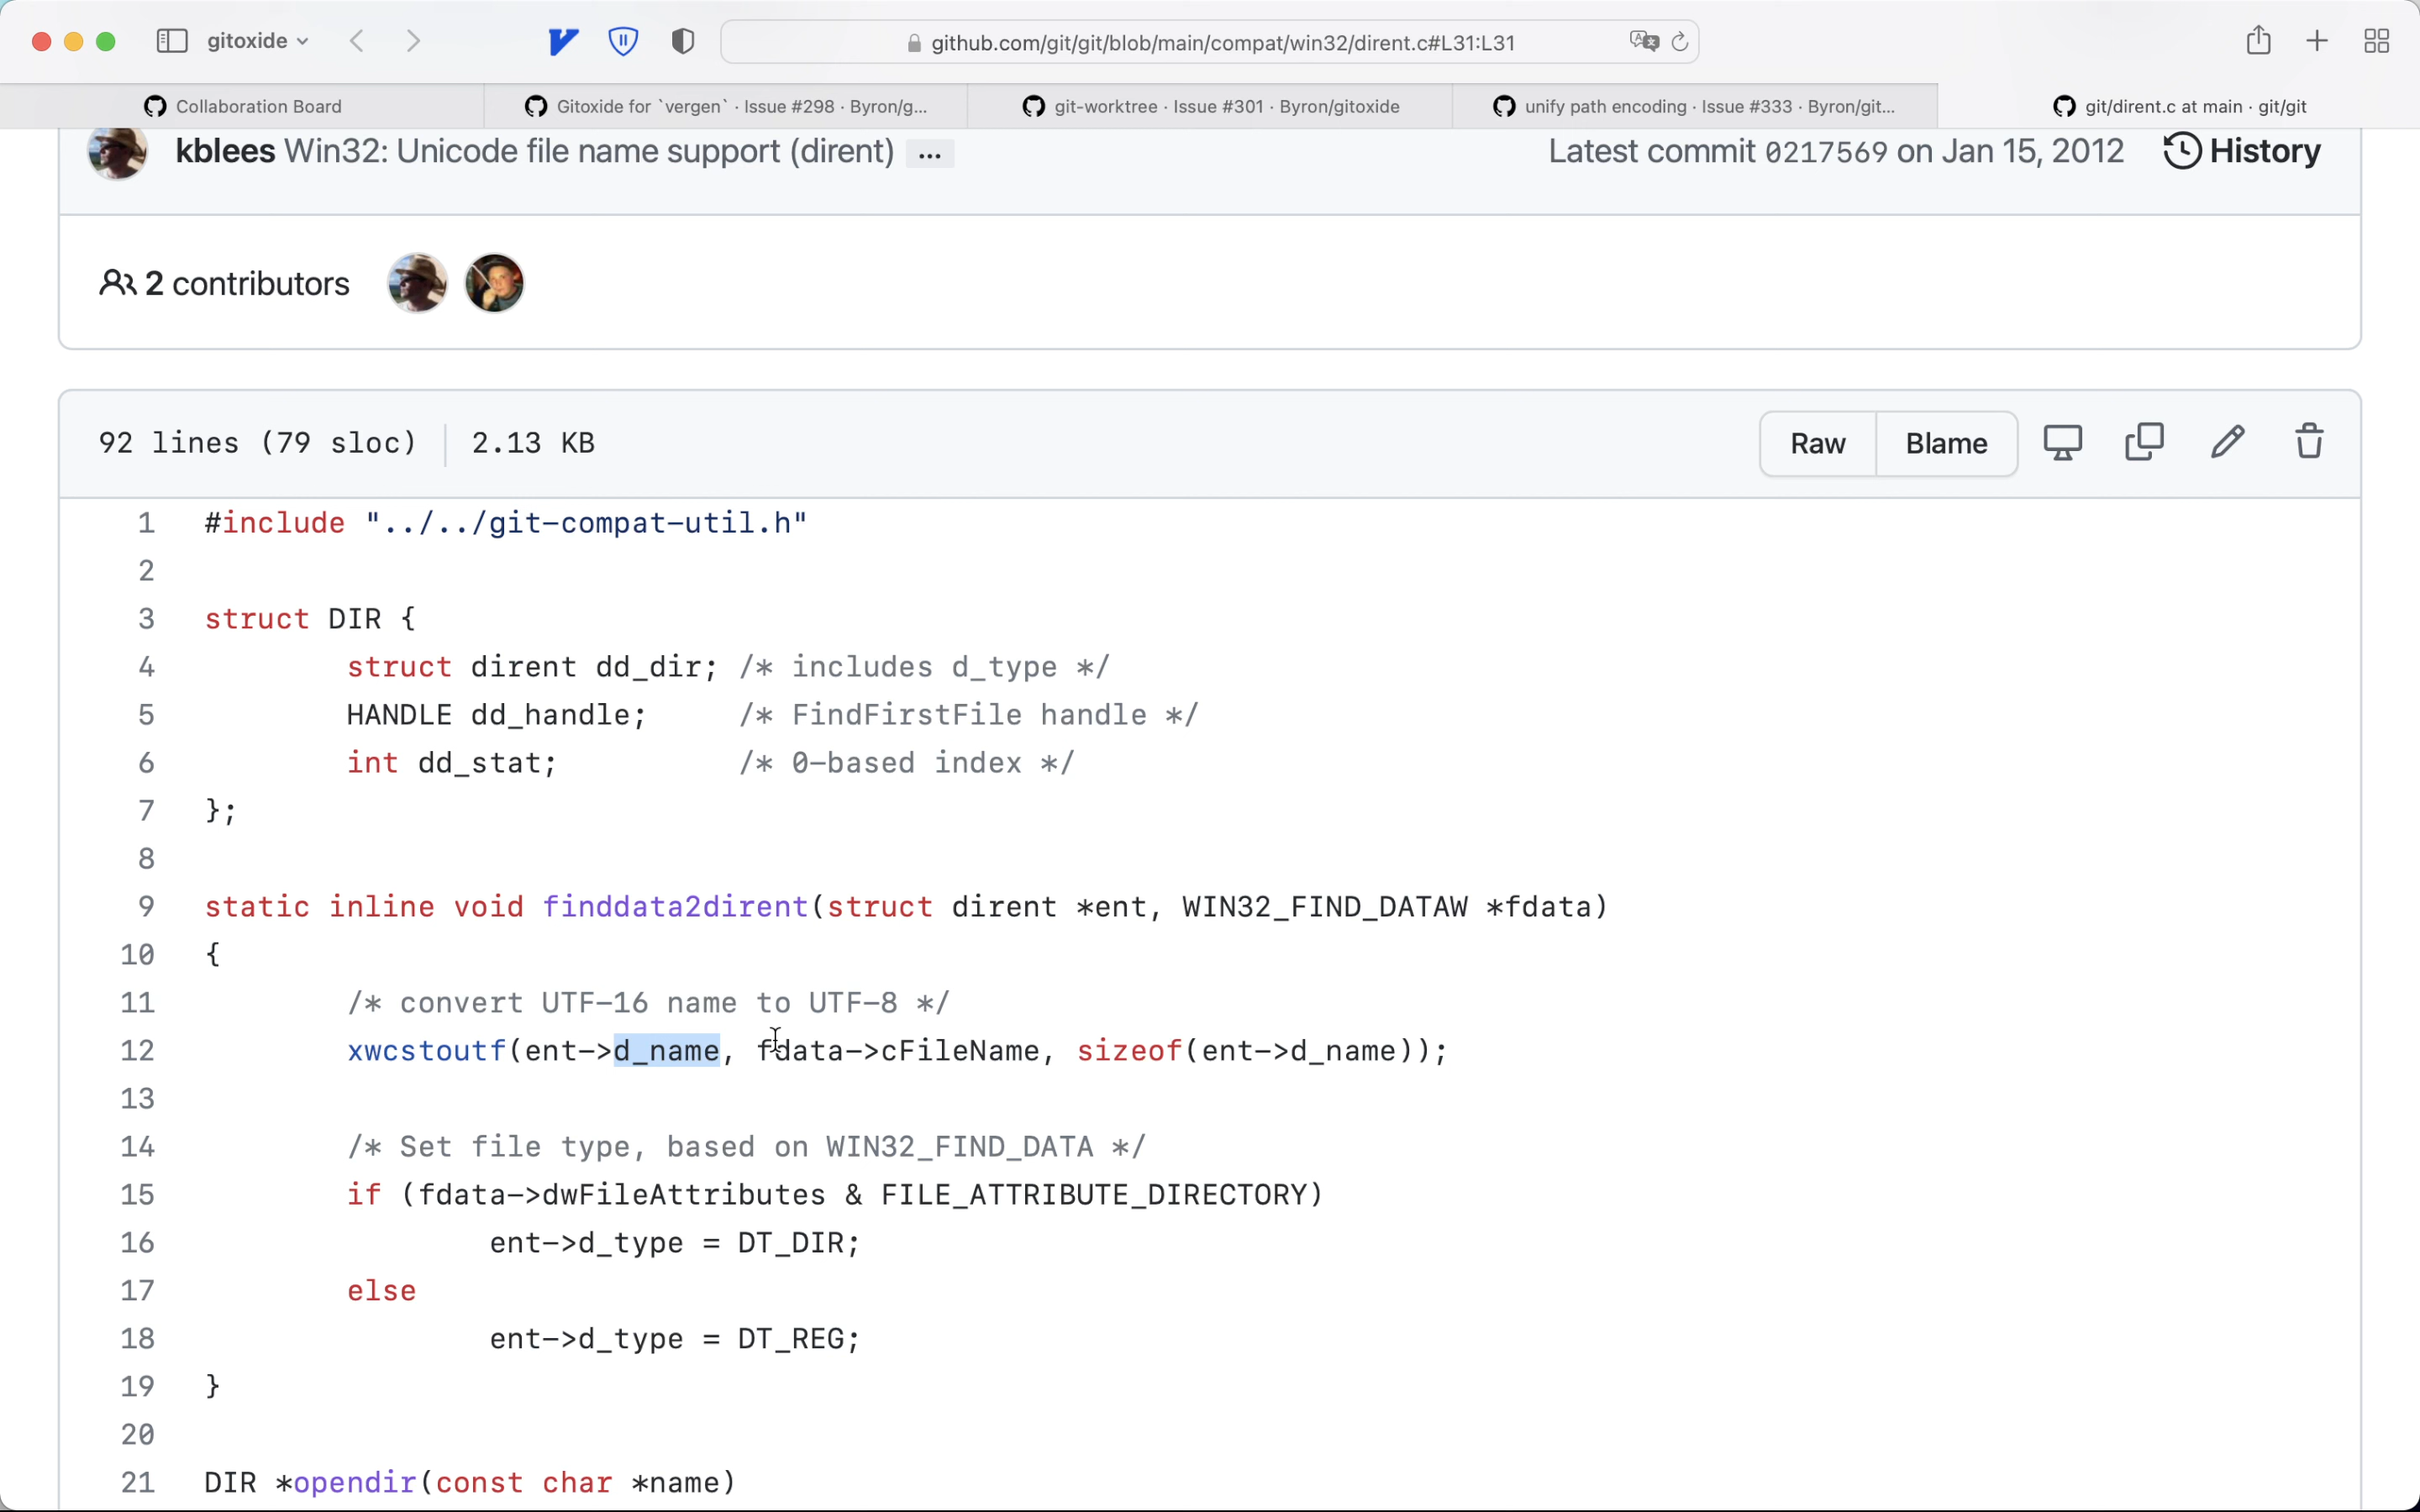 gitoxide
github.com/git/git/blob/main/compat/win32/dirent.c#L31:L31
Collaboration Board
Gitoxide for `vergen` · Issue #298 · Byron/g...
git-worktree · Issue #301 · Byron/gitoxide
unify path encoding · Issue #333 · Byron/git...
git/dirent.c at main · git/git
kblees Win32: Unicode file name support (dirent) ...
Latest commit 0217569 on Jan 15, 2012 History
2 contributors
92 lines (79 sloc) 2.13 KB
Raw Blame
1 #include "../../git-compat-util.h"
2
3 struct DIR {
4 struct dirent dd_dir; /* includes d_type */
5 HANDLE dd_handle; /* FindFirstFile handle */
6 int dd_stat; /* 0-based index */
7 };
8
9 static inline void finddata2dirent(struct dirent *ent, WIN32_FIND_DATAW *fdata)
10 {
11 /* convert UTF-16 name to UTF-8 */
12 xwcstoutf(ent->d_name, fdata->cFileName, sizeof(ent->d_name));
13
14 /* Set file type, based on WIN32_FIND_DATA */
15 if (fdata->dwFileAttributes & FILE_ATTRIBUTE_DIRECTORY)
16 ent->d_type = DT_DIR;
17 else
18 ent->d_type = DT_REG;
19 }
20
21 DIR *opendir(const char *name)